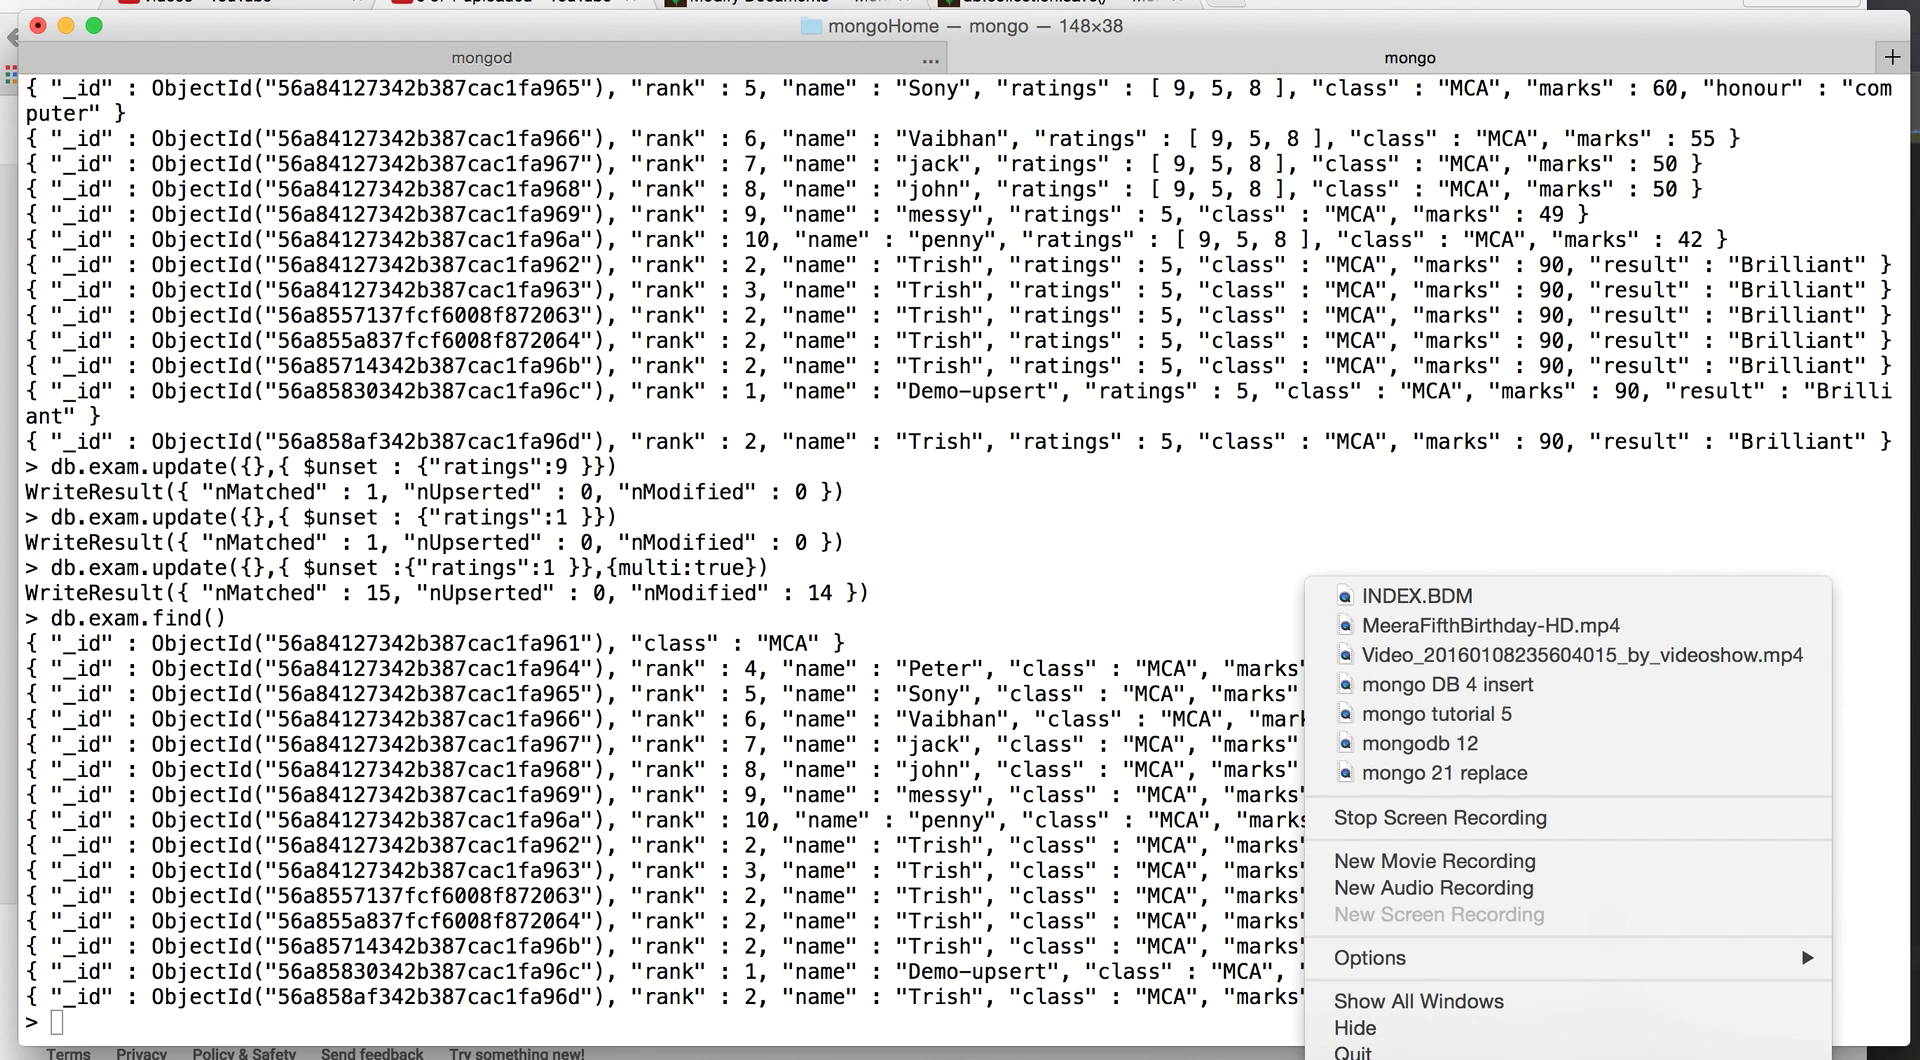 mongoHome — mongo — 148×38
mongod
...
mongo
+
{ "_id" : ObjectId("56a84127342b387cac1fa965"), "rank" : 5, "name" : "Sony", "ratings" : [ 9, 5, 8 ], "class" : "MCA", "marks" : 60, "honour" : "com
puter" }
{ "_id" : ObjectId("56a84127342b387cac1fa966"), "rank" : 6, "name" : "Vaibhan", "ratings" : [ 9, 5, 8 ], "class" : "MCA", "marks" : 55 }
{ "_id" : ObjectId("56a84127342b387cac1fa967"), "rank" : 7, "name" : "jack", "ratings" : [ 9, 5, 8 ], "class" : "MCA", "marks" : 50 }
{ "_id" : ObjectId("56a84127342b387cac1fa968"), "rank" : 8, "name" : "john", "ratings" : [ 9, 5, 8 ], "class" : "MCA", "marks" : 50 }
{ "_id" : ObjectId("56a84127342b387cac1fa969"), "rank" : 9, "name" : "messy", "ratings" : 5, "class" : "MCA", "marks" : 49 }
{ "_id" : ObjectId("56a84127342b387cac1fa96a"), "rank" : 10, "name" : "penny", "ratings" : [ 9, 5, 8 ], "class" : "MCA", "marks" : 42 }
{ "_id" : ObjectId("56a84127342b387cac1fa962"), "rank" : 2, "name" : "Trish", "ratings" : 5, "class" : "MCA", "marks" : 90, "result" : "Brilliant" }
{ "_id" : ObjectId("56a84127342b387cac1fa963"), "rank" : 3, "name" : "Trish", "ratings" : 5, "class" : "MCA", "marks" : 90, "result" : "Brilliant" }
{ "_id" : ObjectId("56a8557137fcf6008f872063"), "rank" : 2, "name" : "Trish", "ratings" : 5, "class" : "MCA", "marks" : 90, "result" : "Brilliant" }
{ "_id" : ObjectId("56a855a837fcf6008f872064"), "rank" : 2, "name" : "Trish", "ratings" : 5, "class" : "MCA", "marks" : 90, "result" : "Brilliant" }
{ "_id" : ObjectId("56a85714342b387cac1fa96b"), "rank" : 2, "name" : "Trish", "ratings" : 5, "class" : "MCA", "marks" : 90, "result" : "Brilliant" }
{ "_id" : ObjectId("56a85830342b387cac1fa96c"), "rank" : 1, "name" : "Demo-upsert", "ratings" : 5, "class" : "MCA", "marks" : 90, "result" : "Brilli
ant" }
{ "_id" : ObjectId("56a858af342b387cac1fa96d"), "rank" : 2, "name" : "Trish", "ratings" : 5, "class" : "MCA", "marks" : 90, "result" : "Brilliant" }
> db.exam.update({},{ $unset : {"ratings":9 }})
WriteResult({ "nMatched" : 1, "nUpserted" : 0, "nModified" : 0 })
> db.exam.update({},{ $unset : {"ratings":1 }})
WriteResult({ "nMatched" : 1, "nUpserted" : 0, "nModified" : 0 })
> db.exam.update({},{ $unset :{"ratings":1 }},{multi:true})
WriteResult({ "nMatched" : 15, "nUpserted" : 0, "nModified" : 14 })
> db.exam.find()
{ "_id" : ObjectId("56a84127342b387cac1fa961"), "class" : "MCA" }
{ "_id" : ObjectId("56a84127342b387cac1fa964"), "rank" : 4, "name" : "Peter", "class" : "MCA", "marks"
{ "_id" : ObjectId("56a84127342b387cac1fa965"), "rank" : 5, "name" : "Sony", "class" : "MCA", "marks"
{ "_id" : ObjectId("56a84127342b387cac1fa966"), "rank" : 6, "name" : "Vaibhan", "class" : "MCA", "mark
{ "_id" : ObjectId("56a84127342b387cac1fa967"), "rank" : 7, "name" : "jack", "class" : "MCA", "marks"
{ "_id" : ObjectId("56a84127342b387cac1fa968"), "rank" : 8, "name" : "john", "class" : "MCA", "marks"
{ "_id" : ObjectId("56a84127342b387cac1fa969"), "rank" : 9, "name" : "messy", "class" : "MCA", "marks"
{ "_id" : ObjectId("56a84127342b387cac1fa96a"), "rank" : 10, "name" : "penny", "class" : "MCA", "marks
{ "_id" : ObjectId("56a84127342b387cac1fa962"), "rank" : 2, "name" : "Trish", "class" : "MCA", "marks"
{ "_id" : ObjectId("56a84127342b387cac1fa963"), "rank" : 3, "name" : "Trish", "class" : "MCA", "marks"
{ "_id" : ObjectId("56a8557137fcf6008f872063"), "rank" : 2, "name" : "Trish", "class" : "MCA", "marks"
{ "_id" : ObjectId("56a855a837fcf6008f872064"), "rank" : 2, "name" : "Trish", "class" : "MCA", "marks"
{ "_id" : ObjectId("56a85714342b387cac1fa96b"), "rank" : 2, "name" : "Trish", "class" : "MCA", "marks"
{ "_id" : ObjectId("56a85830342b387cac1fa96c"), "rank" : 1, "name" : "Demo-upsert", "class" : "MCA", "
{ "_id" : ObjectId("56a858af342b387cac1fa96d"), "rank" : 2, "name" : "Trish", "class" : "MCA", "marks"
>
INDEX.BDM
MeeraFifthBirthday-HD.mp4
Video_20160108235604015_by_videoshow.mp4
mongo DB 4 insert
mongo tutorial 5
mongodb 12
mongo 21 replace
Stop Screen Recording
New Movie Recording
New Audio Recording
New Screen Recording
Options
Show All Windows
Hide
Quit
Terms Privacy Policy & Safety Send feedback Try something new!